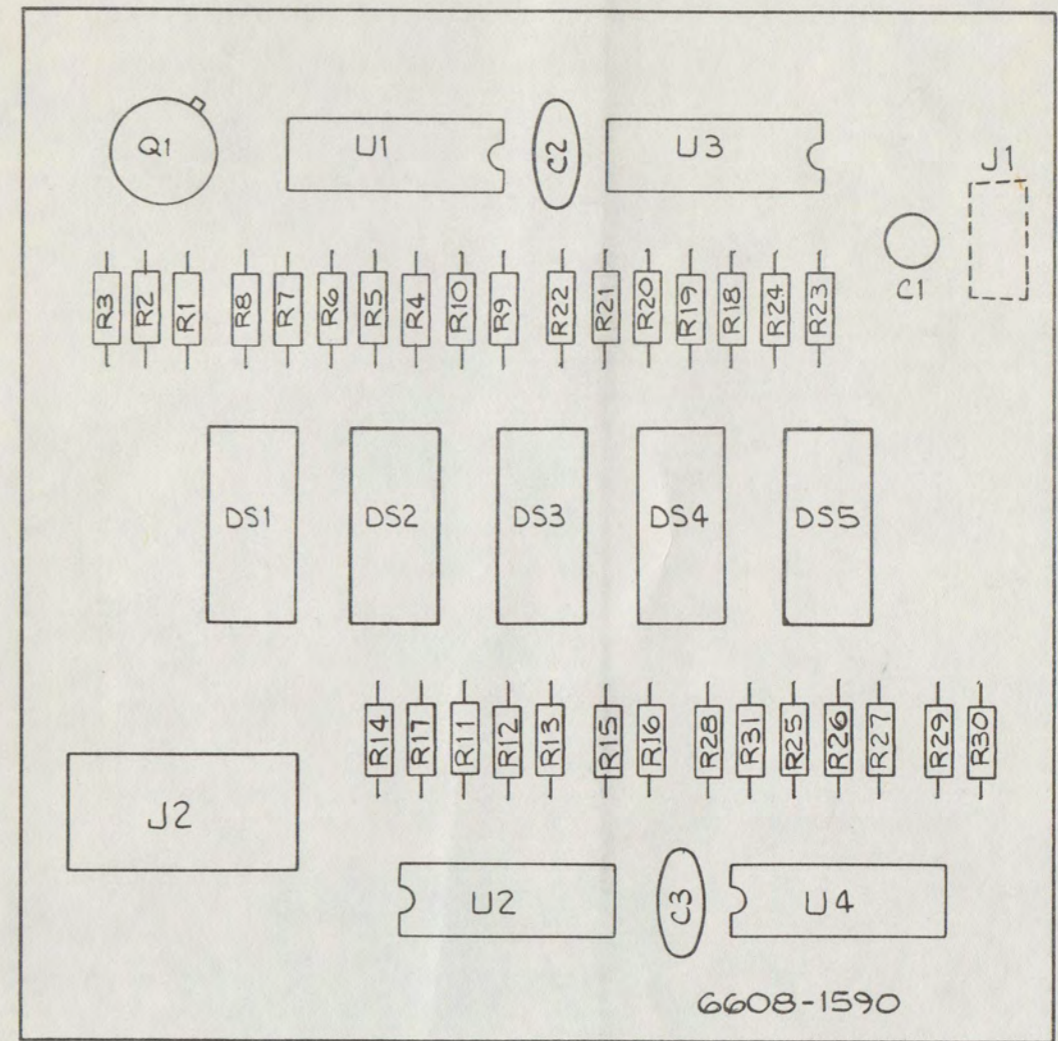 Q1 U1 C2 U3 J1
C1
R3 R2 R1 R8 R7 R6 R5 R4 R10 R9 R22 R21 R20 R19 R18 R24 R23
DS1 DS2 DS3 DS4 DS5
R14 R17 R11 R12 R13 R15 R16 R28 R31 R25 R26 R27 R29 R30
J2
U2 C3 U4
6608-1590